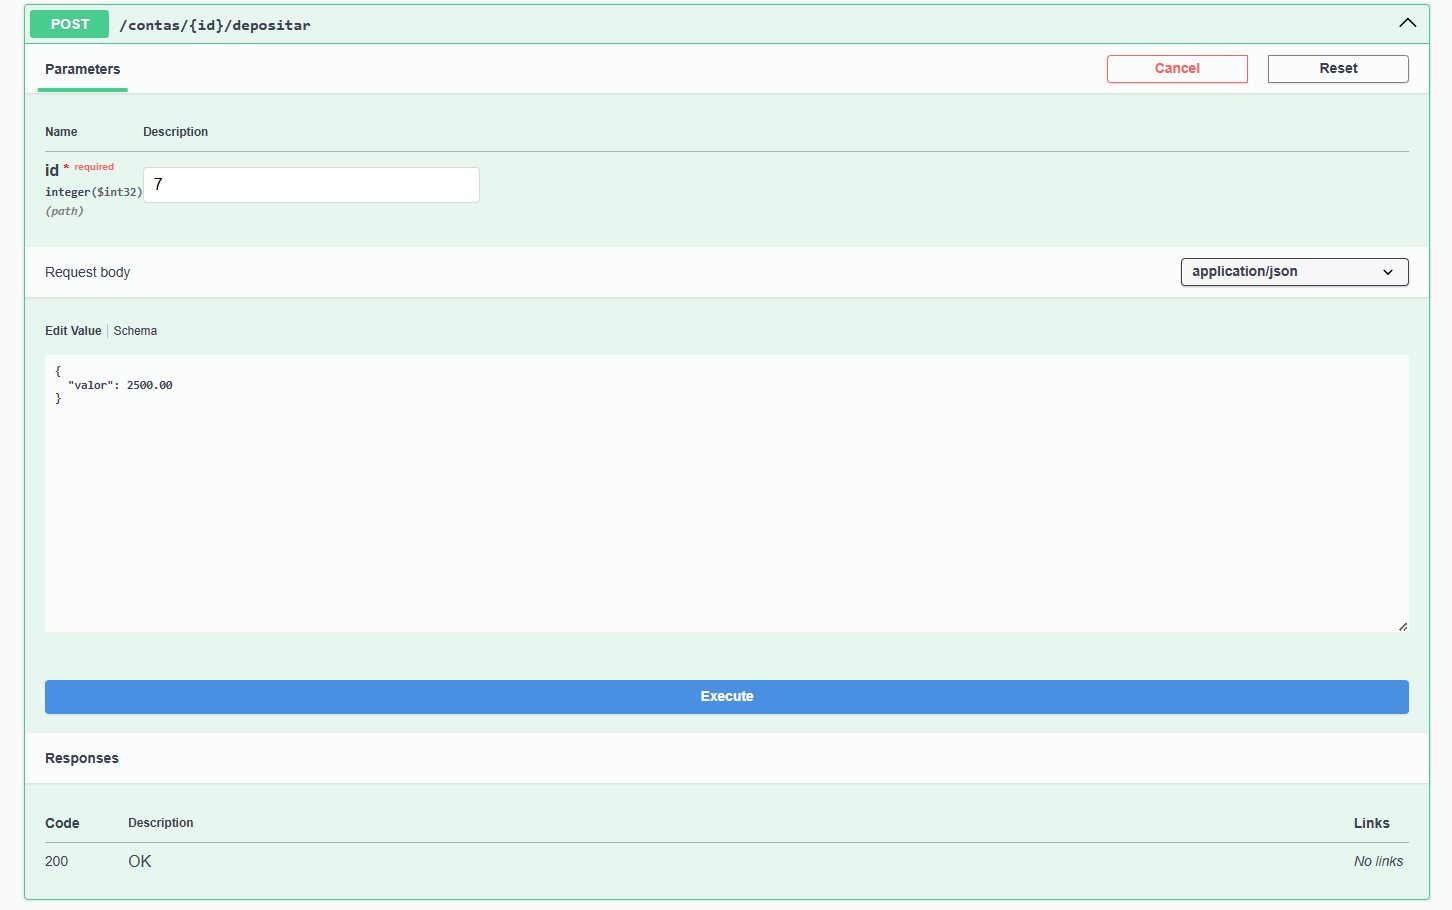 POST /contas/{id}/depositar
Parameters
Cancel
Reset
Name Description
id * required
integer($int32)
(path)
7
Request body
application/json
Edit Value | Schema
{
  "valor": 2500.00
}
Execute
Responses
Code Description Links
200 OK No links